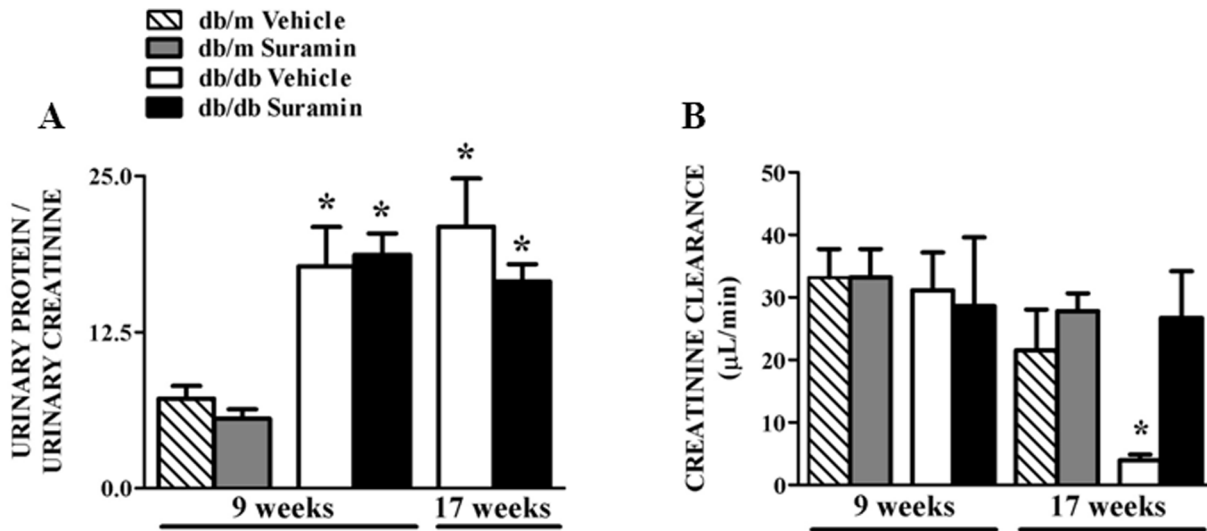 db/m Vehicle
db/m Suramin
db/db Vehicle
db/db Suramin
A
URINARY PROTEIN /
URINARY CREATININE
25.0
12.5
0.0
* * * *
9 weeks 17 weeks
B
CREATININE CLEARANCE
(µL/min)
50
40
30
20
10
0
*
9 weeks 17 weeks